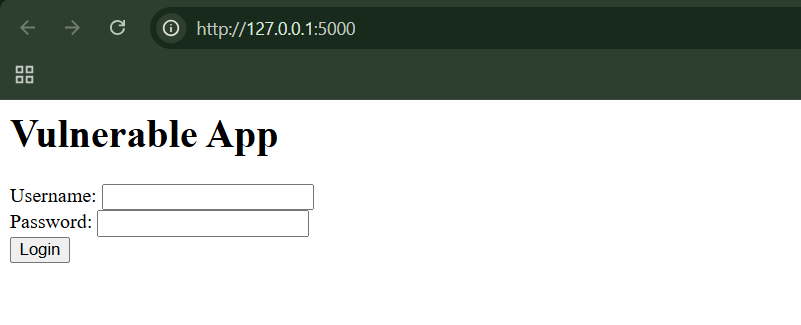 http://127.0.0.1:5000
Vulnerable App
Username:
Password:
Login